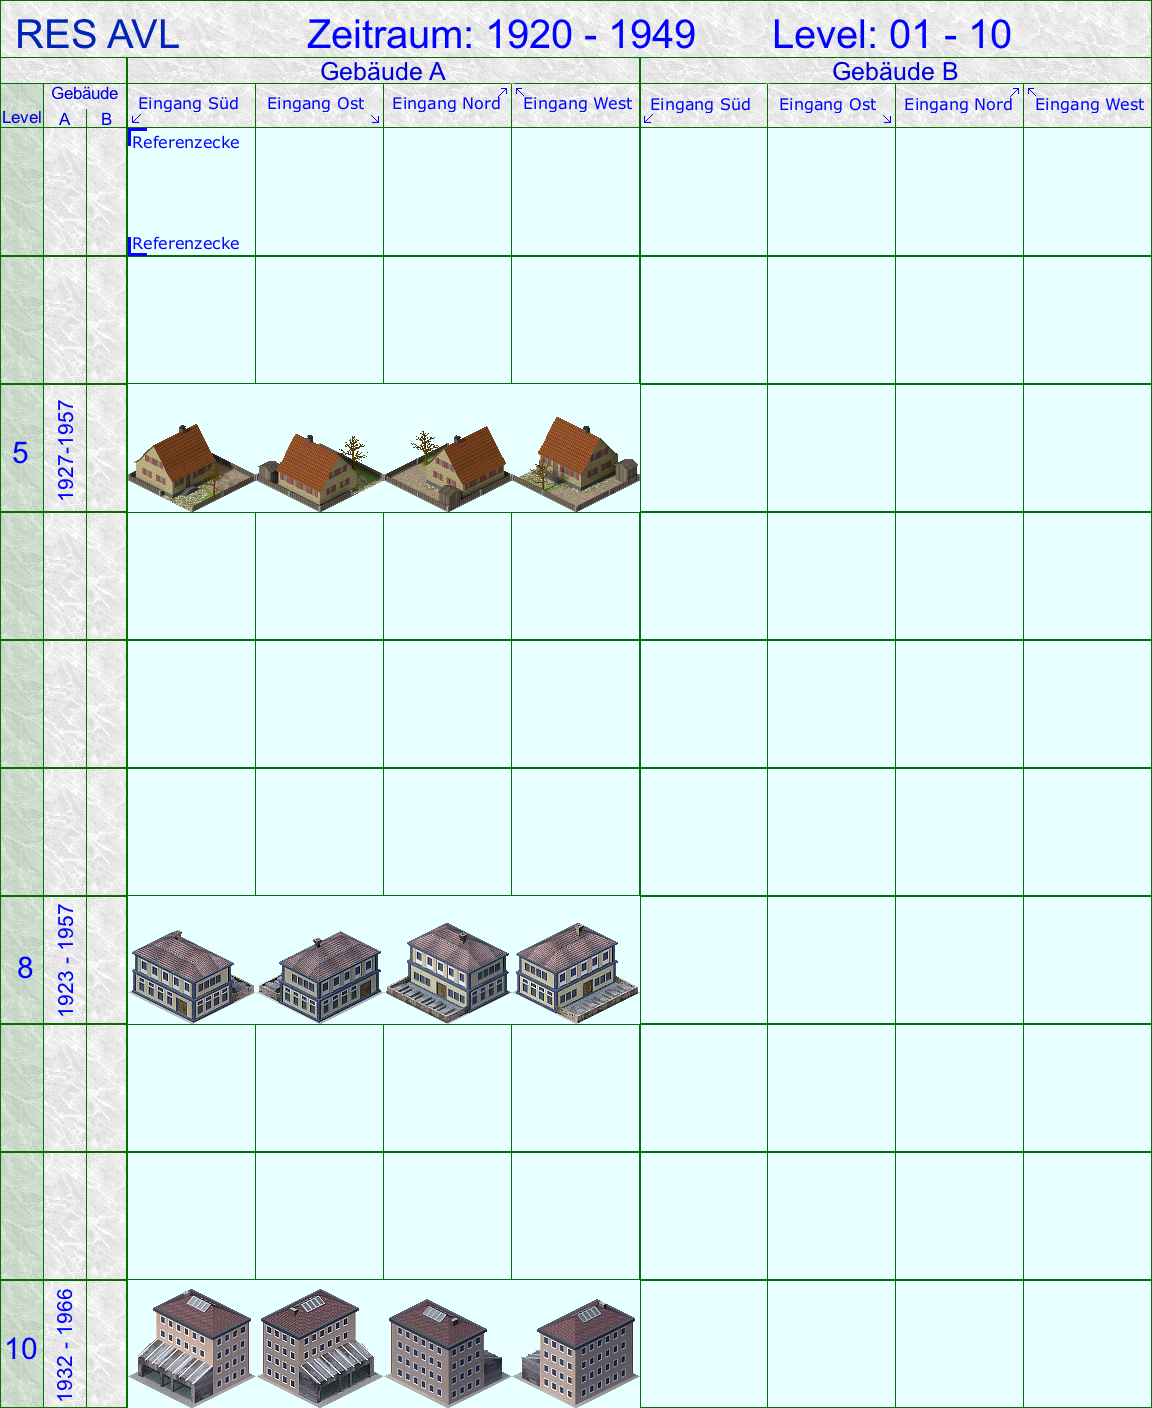 RES AVL Zeitraum: 1920 - 1949 Level: 01 - 10
Gebäude A Gebäude B
Level Gebäude A B Eingang Süd Eingang Ost Eingang Nord Eingang West Eingang Süd Eingang Ost Eingang Nord Eingang West
Referenzecke
Referenzecke
5 1927-1957
8 1923 - 1957
10 1932 - 1966